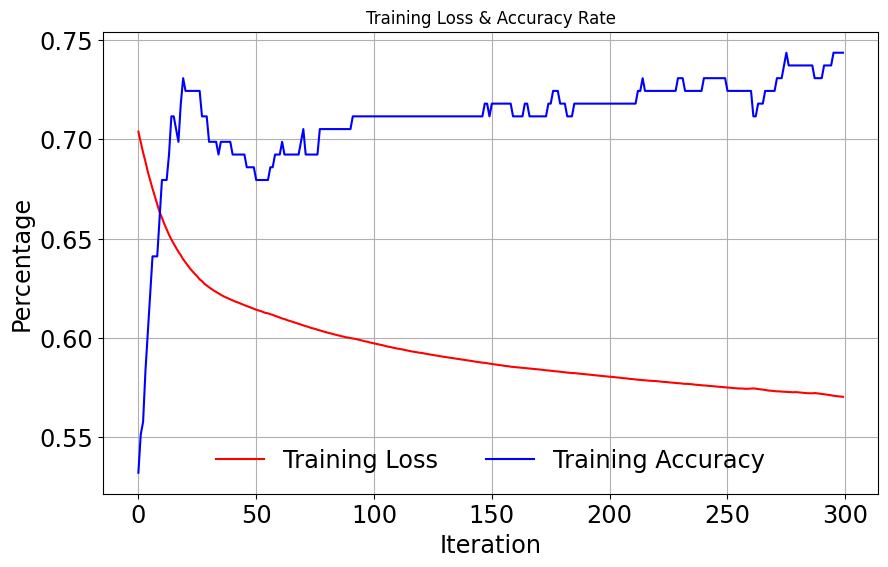 Training Loss & Accuracy Rate
0.75
0.70
0.65
0.60
0.55
Percentage
Training Loss
Training Accuracy
0 50 100 150 200 250 300
Iteration